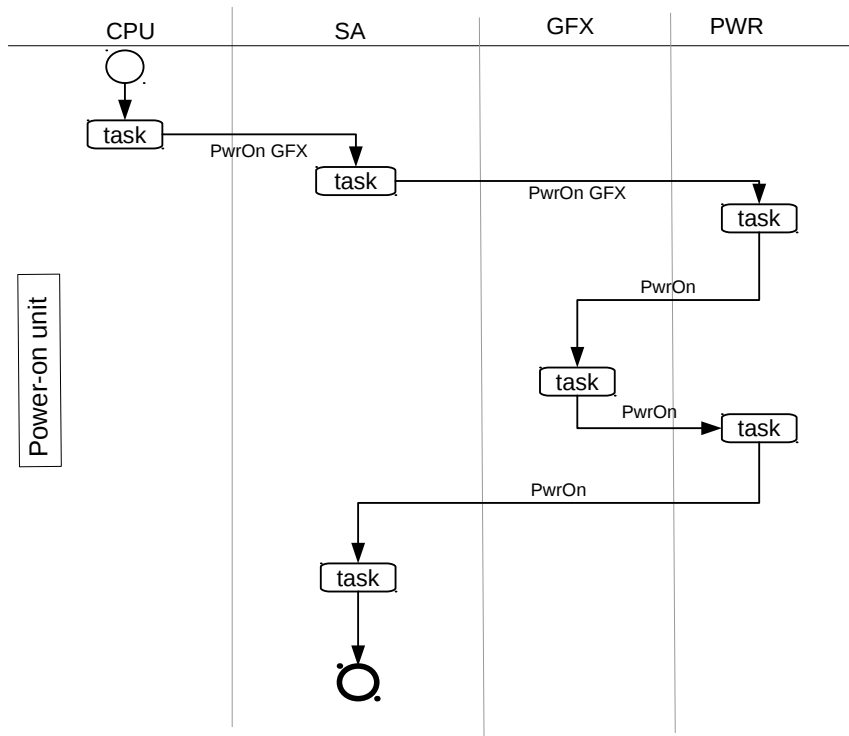 CPU
SA
GFX
PWR
task
PwrOn GFX
task
PwrOn GFX
task
PwrOn
Power-on unit
task
PwrOn
task
PwrOn
task